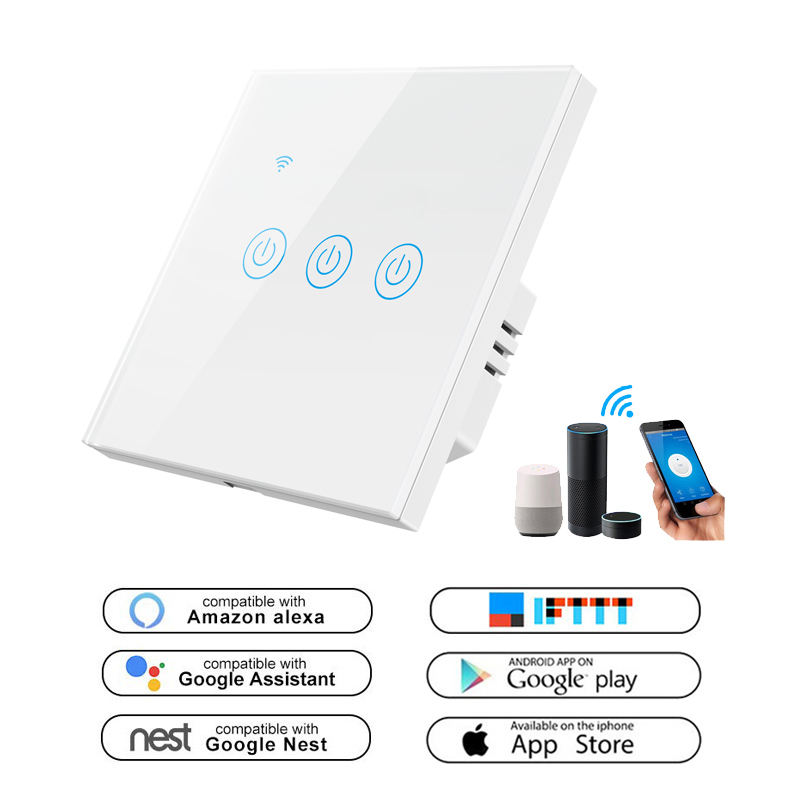 compatible with
Amazon alexa
IFTTT
compatible with
Google Assistant
ANDROID APP ON
Google play
nest
compatible with
Google Nest
Available on the iphone
App Store